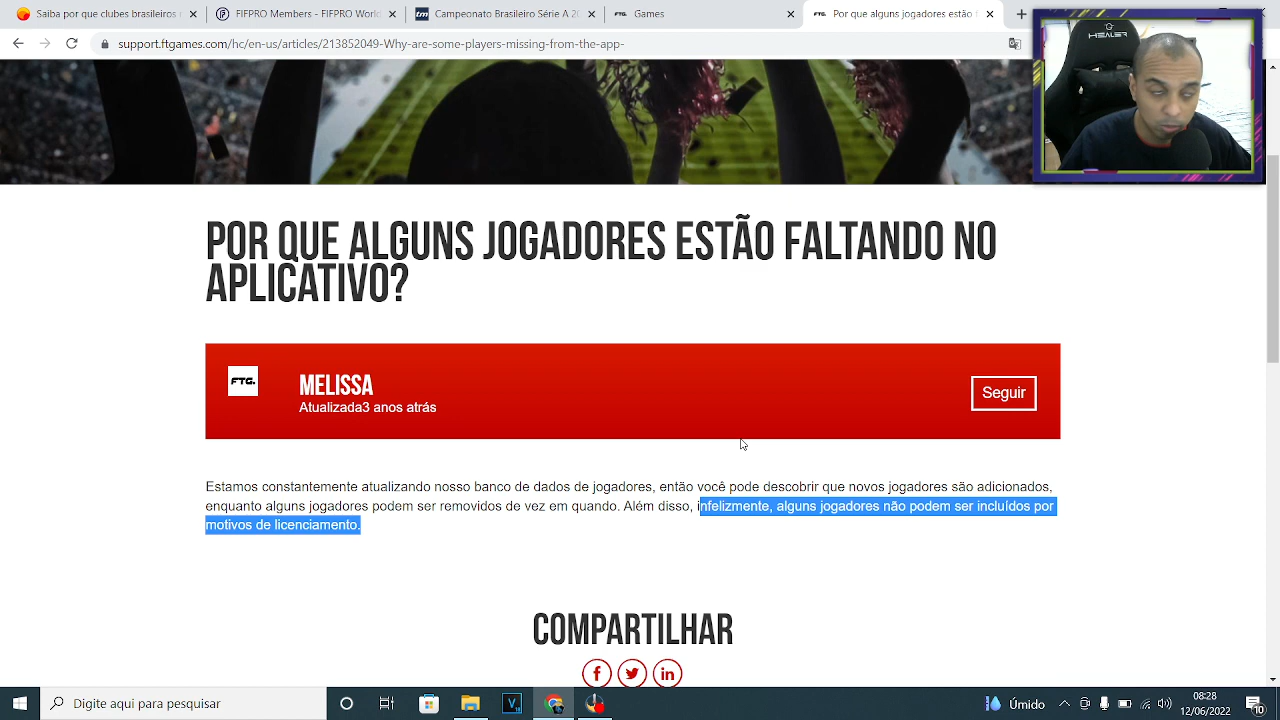 Saiba por que clubes brasileiros
FIFPRO Members - FIFPRO World
Campeonato Brasileiro Série A 20
Games
Por que alguns jogadores estão
support.ftgames.com/hc/en-us/articles/213852049-Why-are-some-players-missing-from-the-app-
HEALER
POR QUE ALGUNS JOGADORES ESTÃO FALTANDO NO
APLICATIVO?
FTG.
MELISSA
Atualizada3 anos atrás
Seguir
Estamos constantemente atualizando nosso banco de dados de jogadores, então você pode descobrir que novos jogadores são adicionados,
enquanto alguns jogadores podem ser removidos de vez em quando. Além disso, infelizmente, alguns jogadores não podem ser incluídos por
motivos de licenciamento.
COMPARTILHAR
Digite aqui para pesquisar
Úmido
08:28
12/06/2022
10